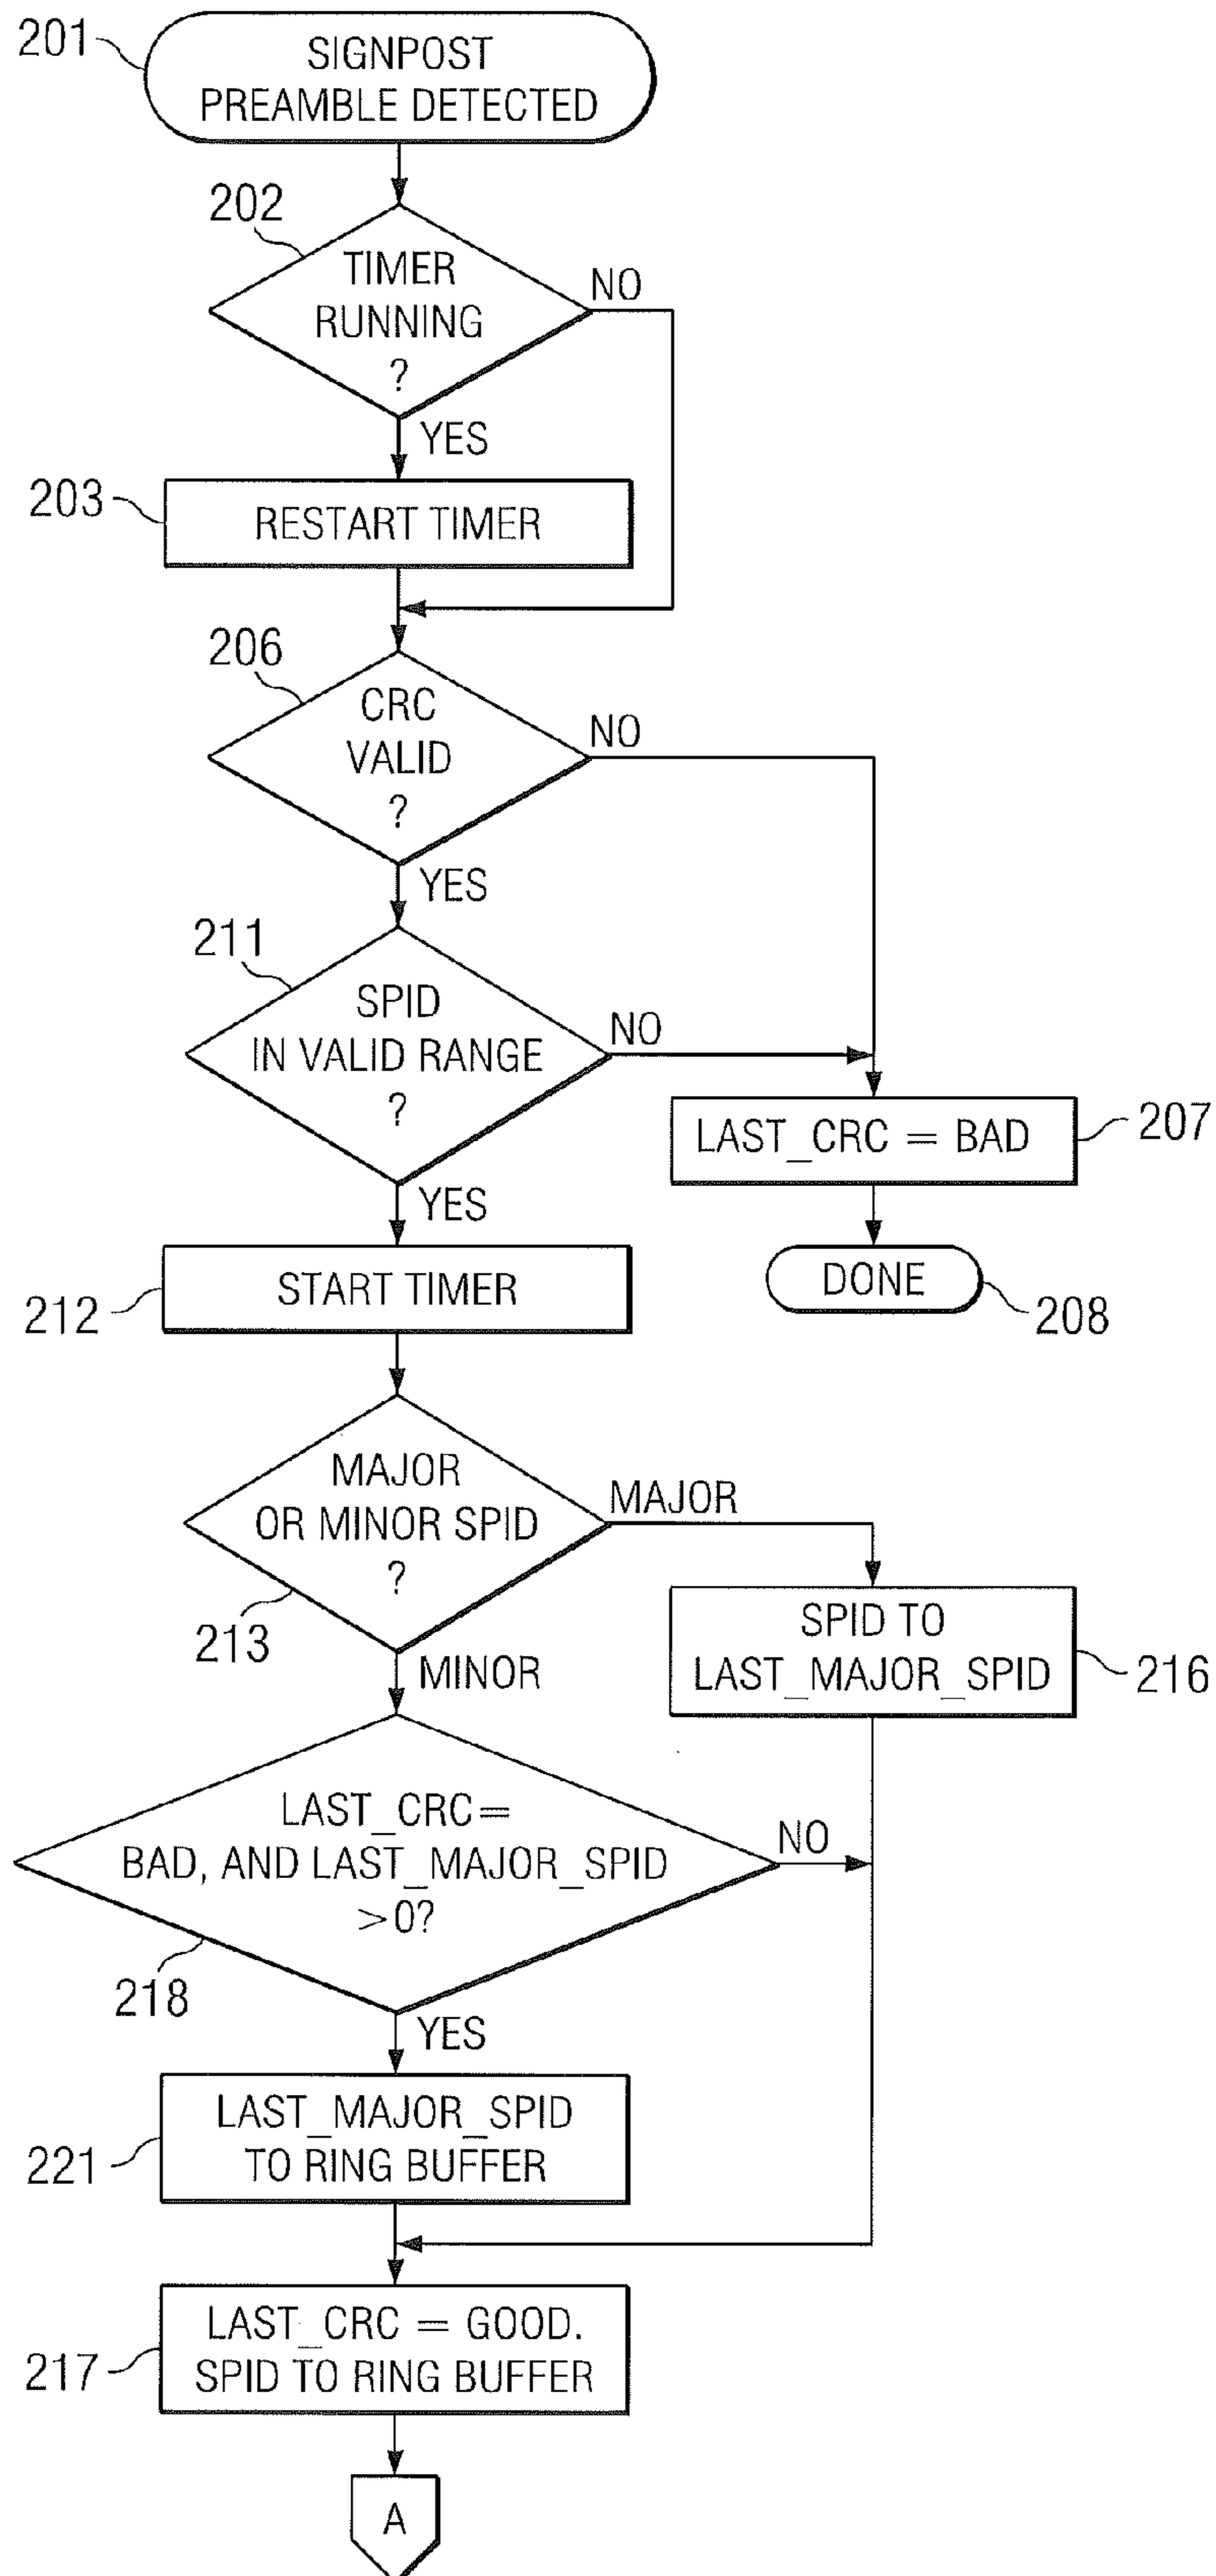 201
SIGNPOST
PREAMBLE DETECTED
202
TIMER
RUNNING
?
NO
YES
203
RESTART TIMER
206
CRC
VALID
?
NO
YES
211
SPID
IN VALID RANGE
?
NO
YES
LAST_CRC = BAD
207
212
START TIMER
DONE
208
MAJOR
OR MINOR SPID
?
MAJOR
213
MINOR
SPID TO
LAST_MAJOR_SPID
216
LAST_CRC=
BAD, AND LAST_MAJOR_SPID
>0?
NO
218
YES
221
LAST_MAJOR_SPID
TO RING BUFFER
217
LAST_CRC = GOOD.
SPID TO RING BUFFER
A